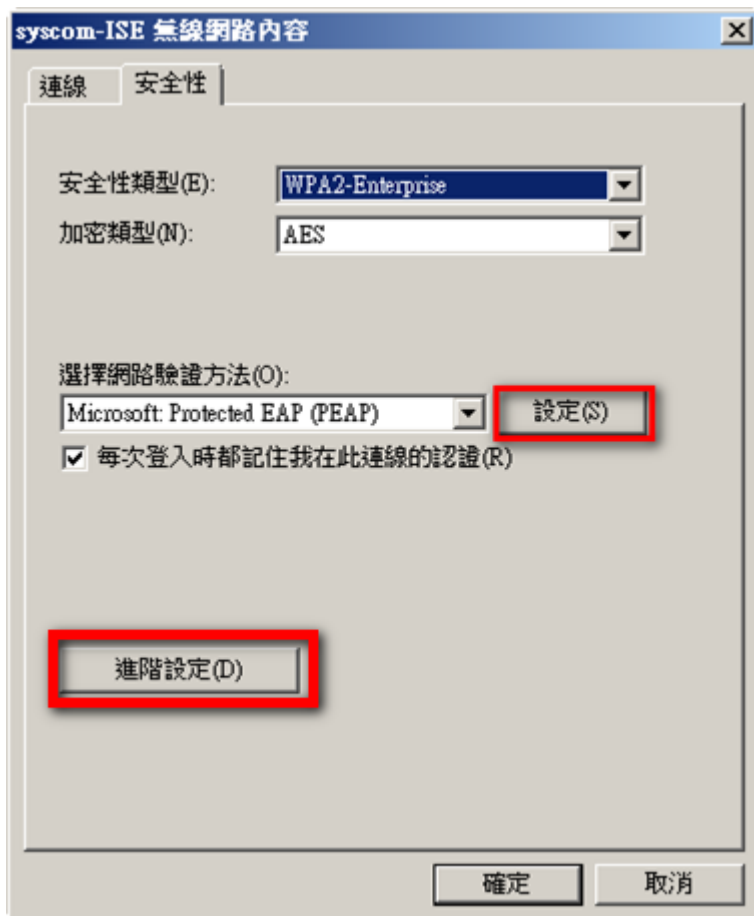 syscom-ISE 無線網路內容
連線 安全性
安全性類型(E): WPA2-Enterprise
加密類型(N): AES
選擇網路驗證方法(O):
Microsoft: Protected EAP (PEAP) 設定(S)
每次登入時都記住我在此連線的認證(R)
進階設定(D)
確定 取消